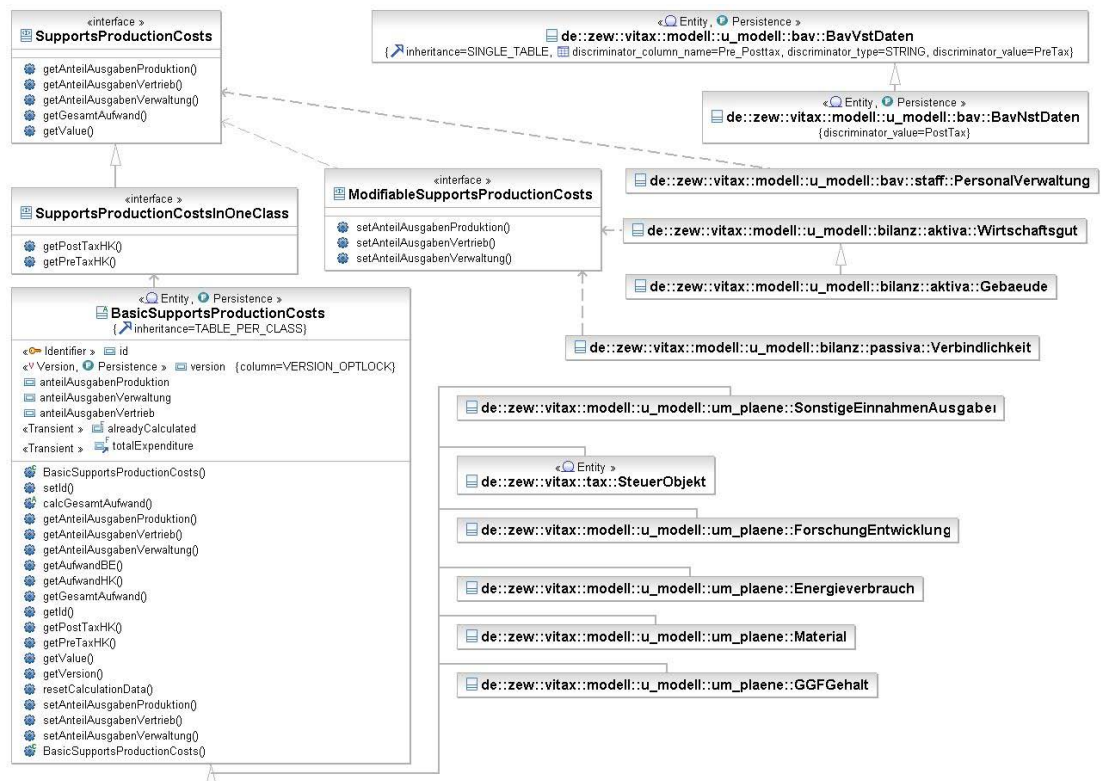 «interface »
SupportsProductionCosts
getAnteilAusgabenProduktion()
getAnteilAusgabenVertrieb()
getAnteilAusgabenVerwaltung()
getGesamtAufwand()
getValue()
« Entity, Persistence »
de::zew::vitax::modell::u_modell::bav::BavVstDaten
{ inheritance=SINGLE_TABLE, discriminator_column_name=Pre_Posttax, discriminator_type=STRING, discriminator_value=PreTax}
« Entity, Persistence »
de::zew::vitax::modell::u_modell::bav::BavNstDaten
{discriminator_value=PostTax}
«interface »
SupportsProductionCostsInOneClass
getPostTaxHK()
getPreTaxHK()
«interface »
ModifiableSupportsProductionCosts
setAnteilAusgabenProduktion()
setAnteilAusgabenVertrieb()
setAnteilAusgabenVerwaltung()
de::zew::vitax::modell::u_modell::bav::staff::PersonalVerwaltung
de::zew::vitax::modell::u_modell::bilanz::aktiva::Wirtschaftsgut
de::zew::vitax::modell::u_modell::bilanz::aktiva::Gebaeude
de::zew::vitax::modell::u_modell::bilanz::passiva::Verbindlichkeit
« Entity, Persistence »
BasicSupportsProductionCosts
{ inheritance=TABLE_PER_CLASS}
« Identifier » id
« Version, Persistence » version {column=VERSION_OPTLOCK}
anteilAusgabenProduktion
anteilAusgabenVerwaltung
anteilAusgabenVertrieb
«Transient » alreadyCalculated
«Transient » totalExpenditure
BasicSupportsProductionCosts()
setId()
calcGesamtAufwand()
getAnteilAusgabenProduktion()
getAnteilAusgabenVertrieb()
getAnteilAusgabenVerwaltung()
getAufwandBE()
getAufwandHK()
getGesamtAufwand()
getId()
getPostTaxHK()
getPreTaxHK()
getValue()
getVersion()
resetCalculationData()
setAnteilAusgabenProduktion()
setAnteilAusgabenVertrieb()
setAnteilAusgabenVerwaltung()
BasicSupportsProductionCosts()
de::zew::vitax::modell::u_modell::um_plaene::SonstigeEinnahmenAusgaber
« Entity »
de::zew::vitax::tax::SteuerObjekt
de::zew::vitax::modell::u_modell::um_plaene::ForschungEntwicklung
de::zew::vitax::modell::u_modell::um_plaene::Energieverbrauch
de::zew::vitax::modell::u_modell::um_plaene::Material
de::zew::vitax::modell::u_modell::um_plaene::GGFGehalt